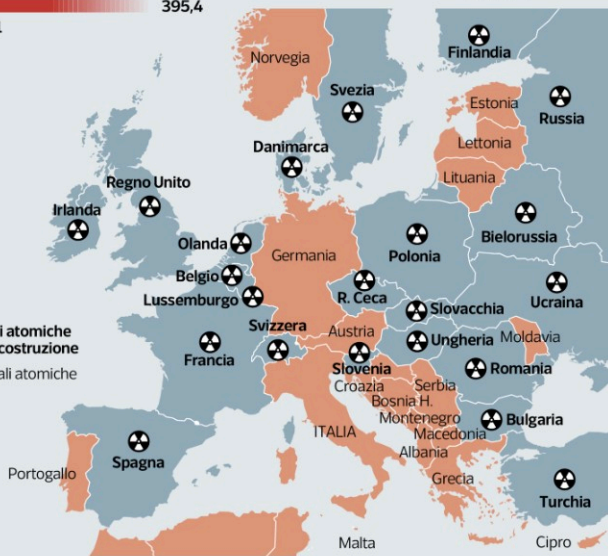 395,4
Norvegia
Finlandia
Svezia
Estonia
Russia
Danimarca
Lettonia
Lituania
Regno Unito
Irlanda
Bielorussia
Olanda
Germania
Polonia
Belgio
Lussemburgo
R. Ceca
Ucraina
Slovacchia
i atomiche
costruzione
Svizzera
Austria
Ungheria
Moldavia
Francia
Slovenia
Romania
ali atomiche
Croazia
Serbia
Bosnia H.
Montenegro
Bulgaria
ITALIA
Macedonia
Albania
Spagna
Portogallo
Grecia
Turchia
Malta
Cipro